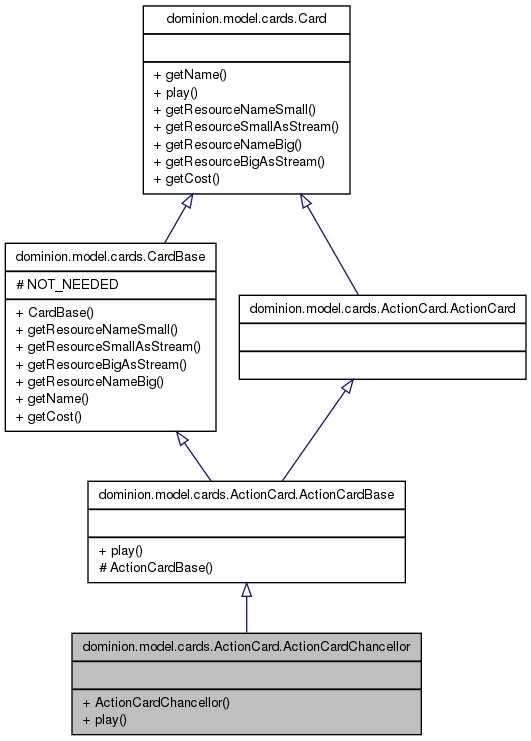 dominion.model.cards.Card
+ getName()
+ play()
+ getResourceNameSmall()
+ getResourceSmallAsStream()
+ getResourceNameBig()
+ getResourceBigAsStream()
+ getCost()
dominion.model.cards.CardBase
# NOT_NEEDED
+ CardBase()
+ getResourceNameSmall()
+ getResourceSmallAsStream()
+ getResourceBigAsStream()
+ getResourceNameBig()
+ getName()
+ getCost()
dominion.model.cards.ActionCard.ActionCard
dominion.model.cards.ActionCard.ActionCardBase
+ play()
# ActionCardBase()
dominion.model.cards.ActionCard.ActionCardChancellor
+ ActionCardChancellor()
+ play()